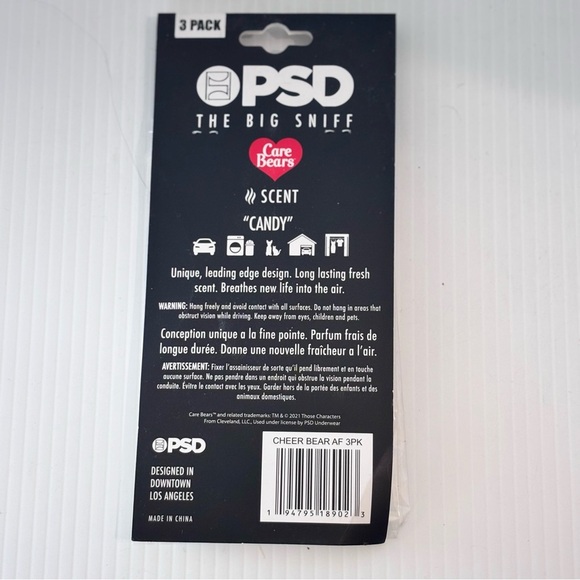 3 PACK
PSD
THE BIG SNIFF
Care
Bears
SCENT
"CANDY"
Unique, leading edge design. Long lasting fresh
scent. Breathes new life into the air.
WARNING: Hang freely and avoid contact with all surfaces. Do not hang in areas that
obstruct vision while driving. Keep away from eyes, children and pets.
Conception unique a la fine pointe. Parfum frais de
longue durée. Donne une nouvelle fraîcheur a l'air.
AVERTISSEMENT: Fixer l'assainisseur de sorte qu'il pend librement et en touche
aucune surface. Ne pas pendre dans un endroit qui obstrue la vision pendant la
conduite. Évitre le contact avec les yeux. Garder hors de la portée des enfants et des
animaux domestiques.
Care Bears™ and related trademarks: TM & © 2021 Those Characters
From Cleveland, LLC., Used under license by PSD Underwear
PSD
DESIGNED IN
DOWNTOWN
LOS ANGELES
MADE IN CHINA
CHEER BEAR AF 3PK
1 94795 18902 3